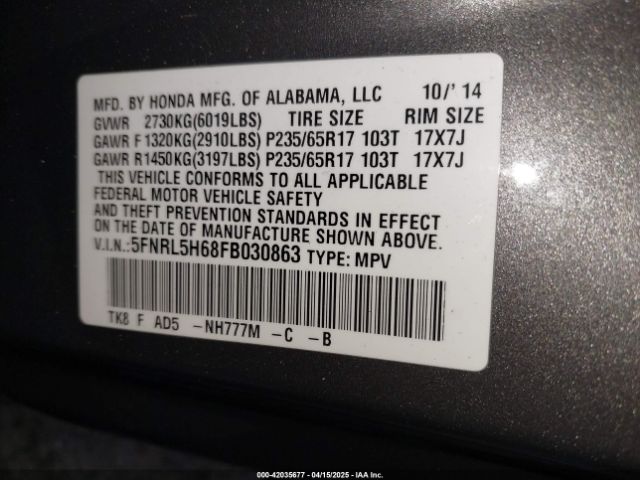 MFD. BY HONDA MFG. OF ALABAMA, LLC 10/' 14
GVWR 2730KG(6019LBS) TIRE SIZE RIM SIZE
GAWR F 1320KG(2910LBS) P235/65R17 103T 17X7J
GAWR R1450KG(3197LBS) P235/65R17 103T 17X7J
THIS VEHICLE CONFORMS TO ALL APPLICABLE
FEDERAL MOTOR VEHICLE SAFETY
AND THEFT PREVENTION STANDARDS IN EFFECT
ON THE DATE OF MANUFACTURE SHOWN ABOVE.
V.I.N.:5FNRL5H68FB030863 TYPE: MPV
TK8 F AD5 -NH777M -C -B
000-42035677 - 04/15/2025 - IAA Inc.